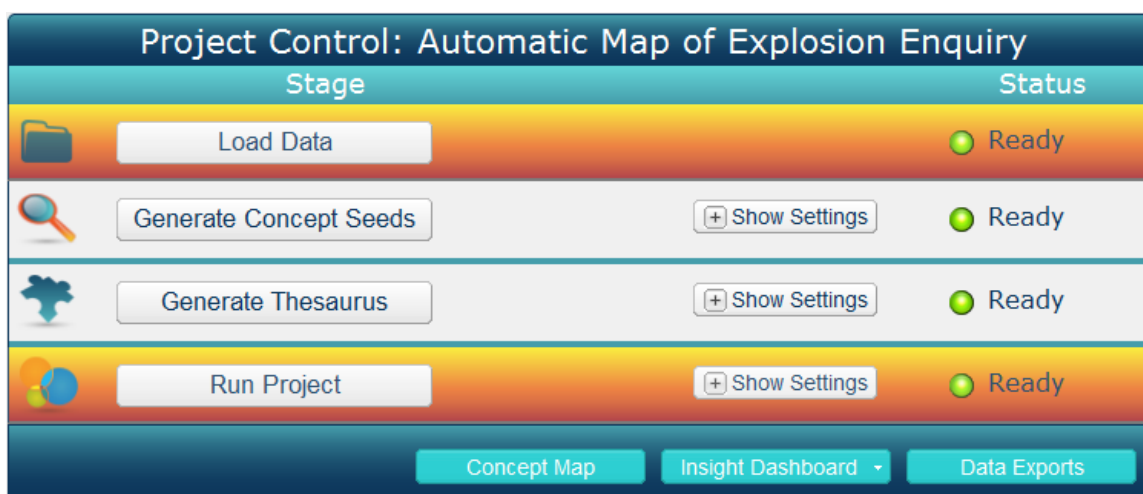 Project Control: Automatic Map of Explosion Enquiry
Stage Status
Load Data Ready
Generate Concept Seeds + Show Settings Ready
Generate Thesaurus + Show Settings Ready
Run Project + Show Settings Ready
Concept Map Insight Dashboard Data Exports